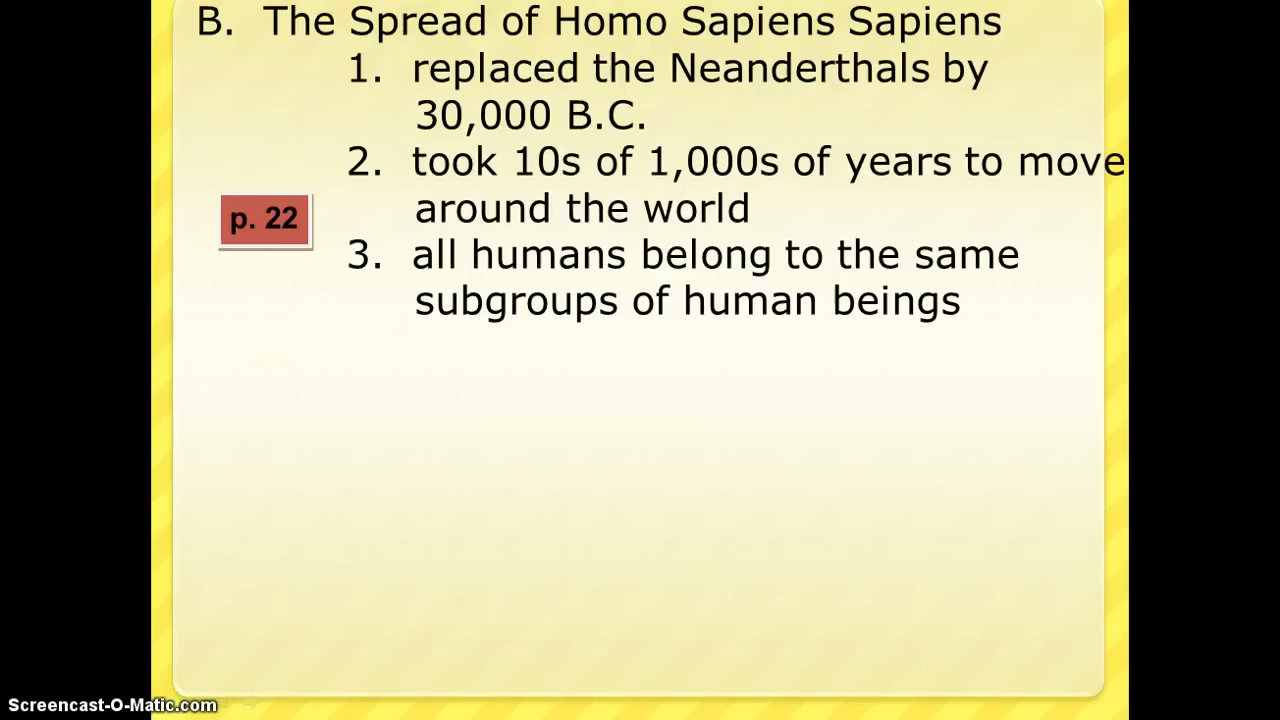 B. The Spread of Homo Sapiens Sapiens
1. replaced the Neanderthals by
30,000 B.C.
2. took 10s of 1,000s of years to move
around the world
p. 22
3. all humans belong to the same
subgroups of human beings
Screencast-O-Matic.com